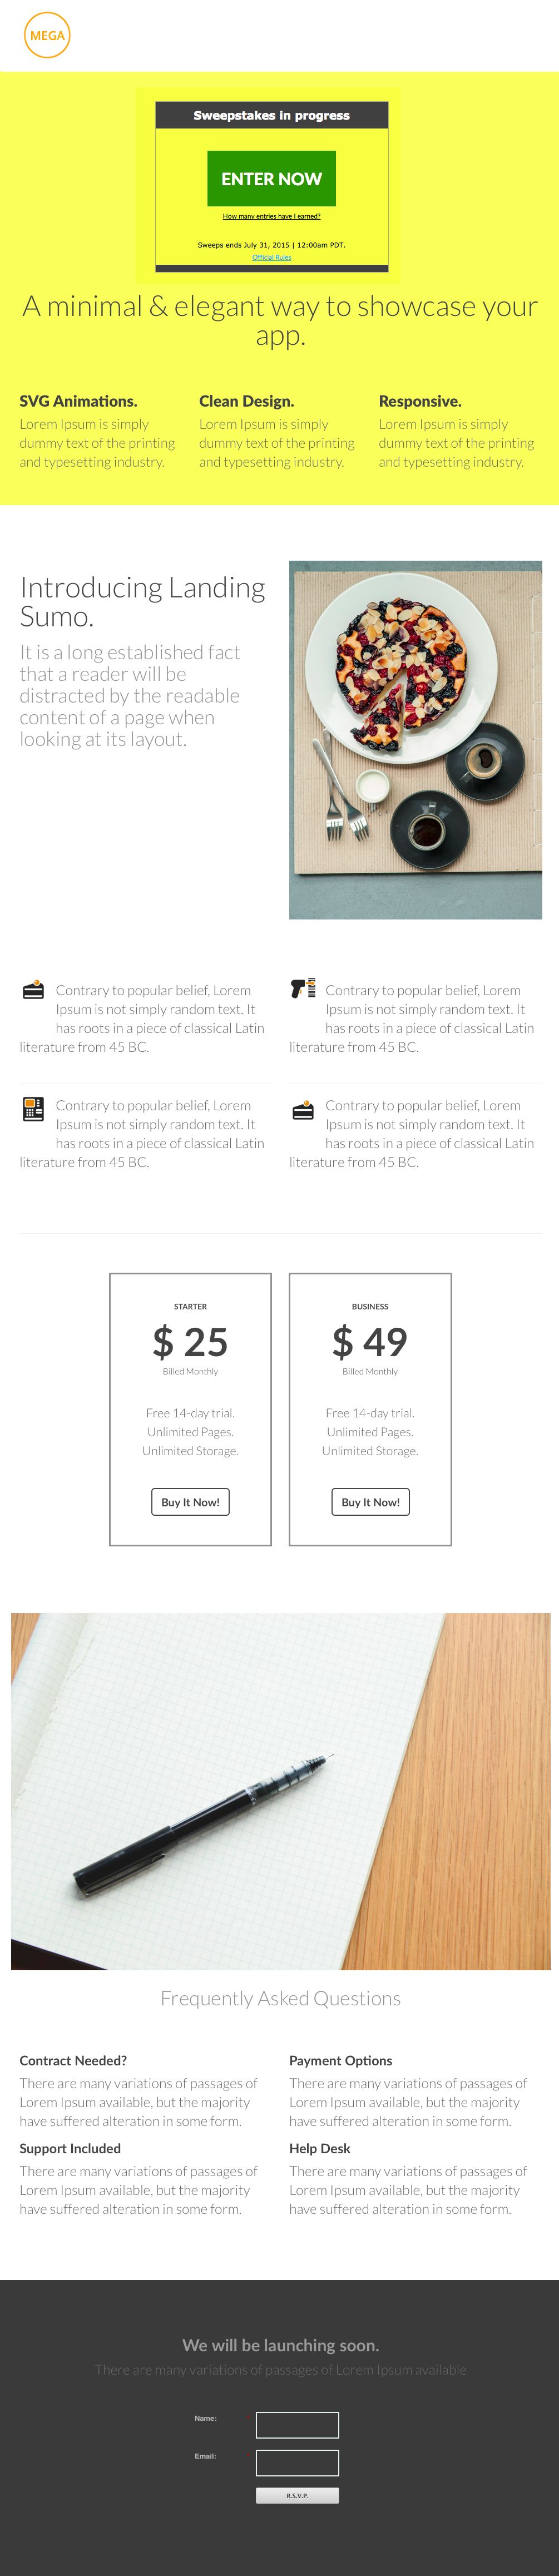 MEGA
Sweepstakes in progress
ENTER NOW
How many entries have I earned?
Sweeps ends July 31, 2015 | 12:00am PDT.
Official Rules
A minimal & elegant way to showcase your
app.
SVG Animations.
Lorem Ipsum is simply
dummy text of the printing
and typesetting industry.
Clean Design.
Lorem Ipsum is simply
dummy text of the printing
and typesetting industry.
Responsive.
Lorem Ipsum is simply
dummy text of the printing
and typesetting industry.
Introducing Landing
Sumo.
It is a long established fact
that a reader will be
distracted by the readable
content of a page when
looking at its layout.
Contrary to popular belief, Lorem
Ipsum is not simply random text. It
has roots in a piece of classical Latin
literature from 45 BC.
Contrary to popular belief, Lorem
Ipsum is not simply random text. It
has roots in a piece of classical Latin
literature from 45 BC.
Contrary to popular belief, Lorem
Ipsum is not simply random text. It
has roots in a piece of classical Latin
literature from 45 BC.
Contrary to popular belief, Lorem
Ipsum is not simply random text. It
has roots in a piece of classical Latin
literature from 45 BC.
STARTER
$ 25
Billed Monthly
Free 14-day trial.
Unlimited Pages.
Unlimited Storage.
Buy It Now!
BUSINESS
$ 49
Billed Monthly
Free 14-day trial.
Unlimited Pages.
Unlimited Storage.
Buy It Now!
Frequently Asked Questions
Contract Needed?
There are many variations of passages of
Lorem Ipsum available, but the majority
have suffered alteration in some form.
Payment Options
There are many variations of passages of
Lorem Ipsum available, but the majority
have suffered alteration in some form.
Support Included
There are many variations of passages of
Lorem Ipsum available, but the majority
have suffered alteration in some form.
Help Desk
There are many variations of passages of
Lorem Ipsum available, but the majority
have suffered alteration in some form.
We will be launching soon.
There are many variations of passages of Lorem Ipsum available
Name: *
Email: *
R.S.V.P.